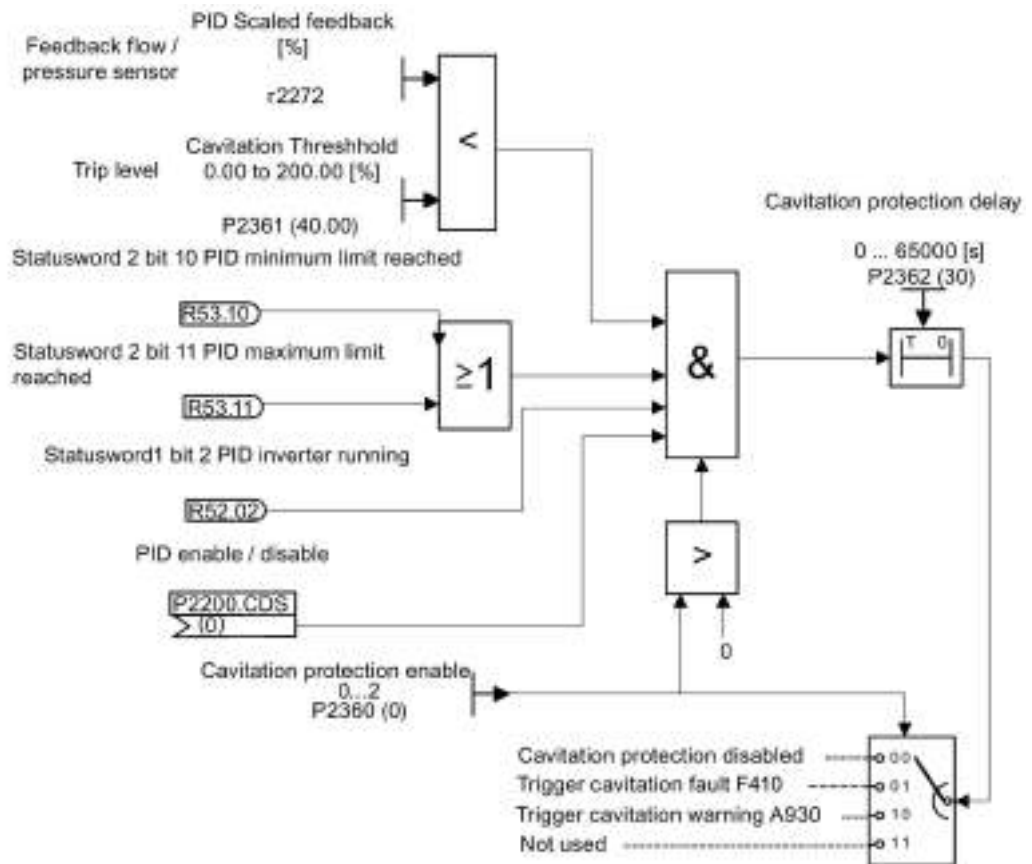 PID Scaled feedback
[%]
Feedback flow /
pressure sensor
r2272
<
Cavitation Threshhold
Trip level
0.00 to 200.00 [%]
P2361 (40.00)
Cavitation protection delay
0 ... 65000 [s]
P2362 (30)
Statusword 2 bit 10 PID minimum limit reached
R53.10
T 0
Statusword 2 bit 11 PID maximum limit
reached
≥1
&
R53.11
Statusword1 bit 2 PID inverter running
R52.02
>
PID enable / disable
P2200.CDS
(0)
0
Cavitation protection enable
0...2
P2360 (0)
Cavitation protection disabled
00
Trigger cavitation fault F410
01
Trigger cavitation warning A930
10
Not used
11